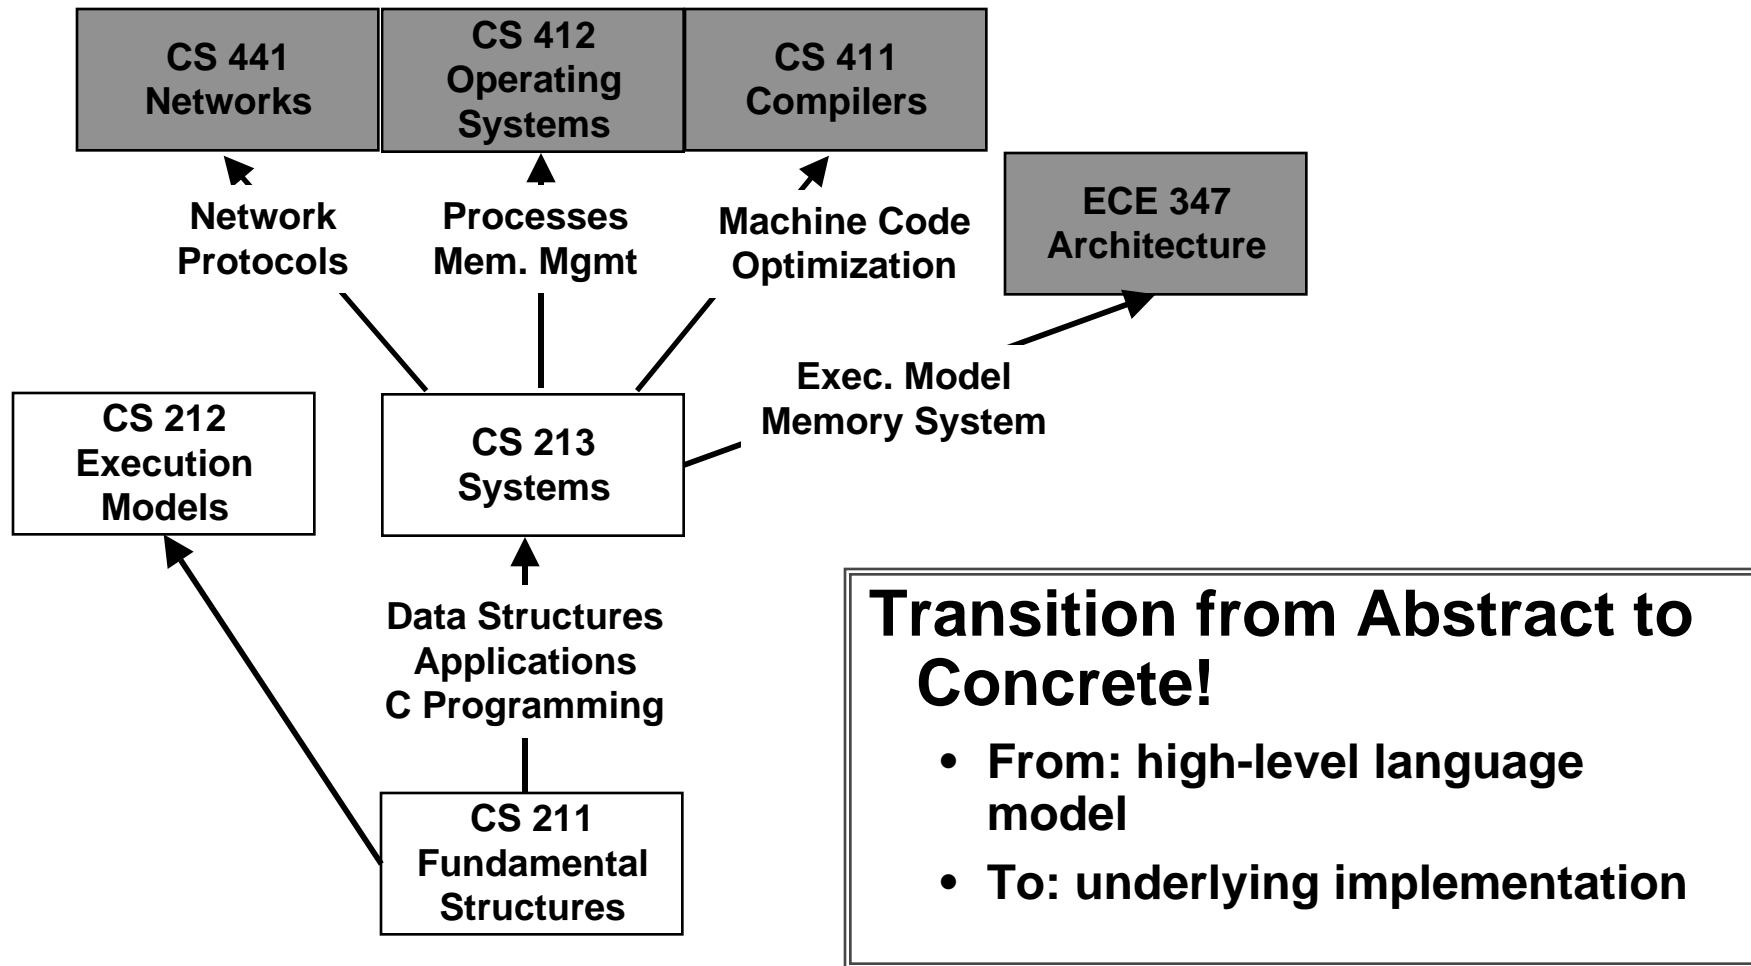 CS 441
Networks
CS 412
Operating
Systems
CS 411
Compilers
ECE 347
Architecture
Network
Protocols
Processes
Mem. Mgmt
Machine Code
Optimization
Exec. Model
Memory System
CS 212
Execution
Models
CS 213
Systems
Data Structures
Applications
C Programming
CS 211
Fundamental
Structures
Transition from Abstract to
Concrete!
• From: high-level language
model
• To: underlying implementation